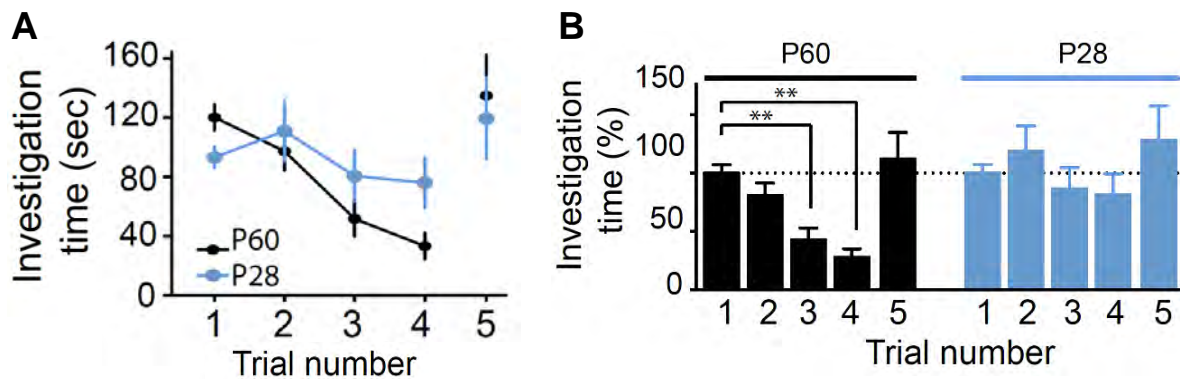 A
Investigation
time (sec)
160
120
80
40
0
P60
P28
1 2 3 4 5
Trial number
B
P60 P28
Investigation
time (%)
150
100
50
0
**
**
1 2 3 4 5 1 2 3 4 5
Trial number